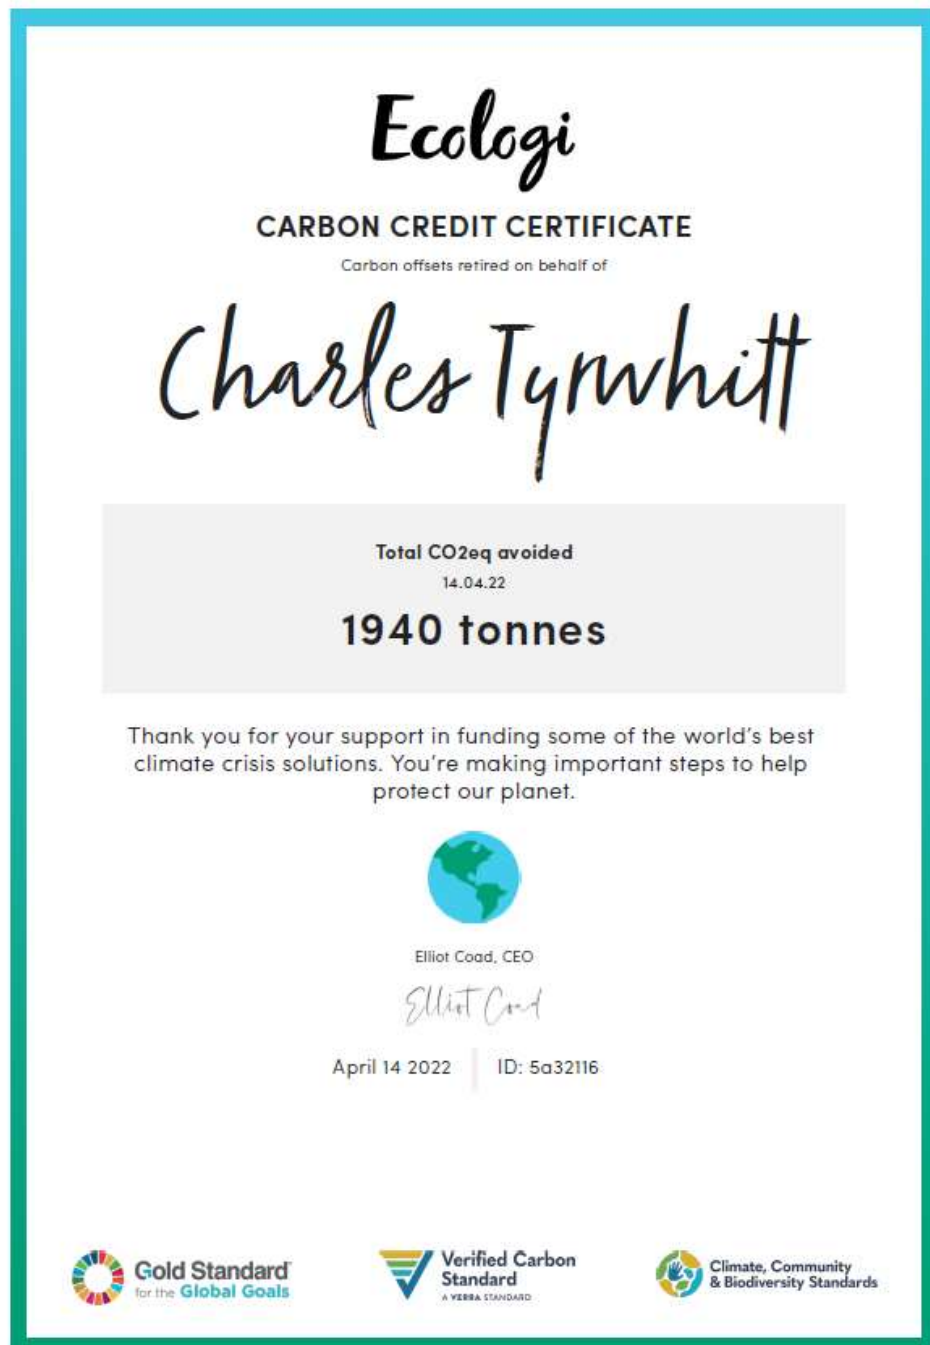 Ecologi
CARBON CREDIT CERTIFICATE
Carbon offsets retired on behalf of
Charles Tyrwhitt
Total CO2eq avoided
14.04.22
1940 tonnes
Thank you for your support in funding some of the world's best
climate crisis solutions. You're making important steps to help
protect our planet.
Elliot Coad, CEO
Elliot Coad
April 14 2022 ID: 5a32116
Gold Standard
for the Global Goals
Verified Carbon
Standard
A VERRA STANDARD
Climate, Community
& Biodiversity Standards